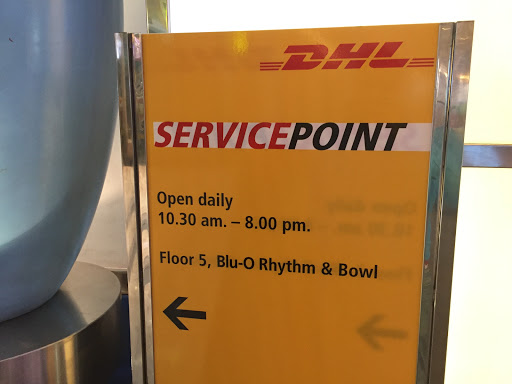 DHL
SERVICEPOINT
Open daily
10.30 am. – 8.00 pm.
Floor 5, Blu-O Rhythm & Bowl